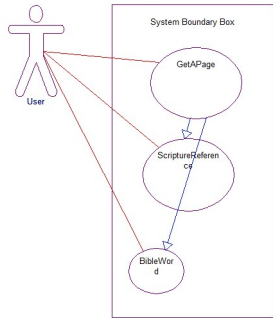 System Boundary Box
GetAPage
User
ScriptureReferen
ce
BibleWor
d